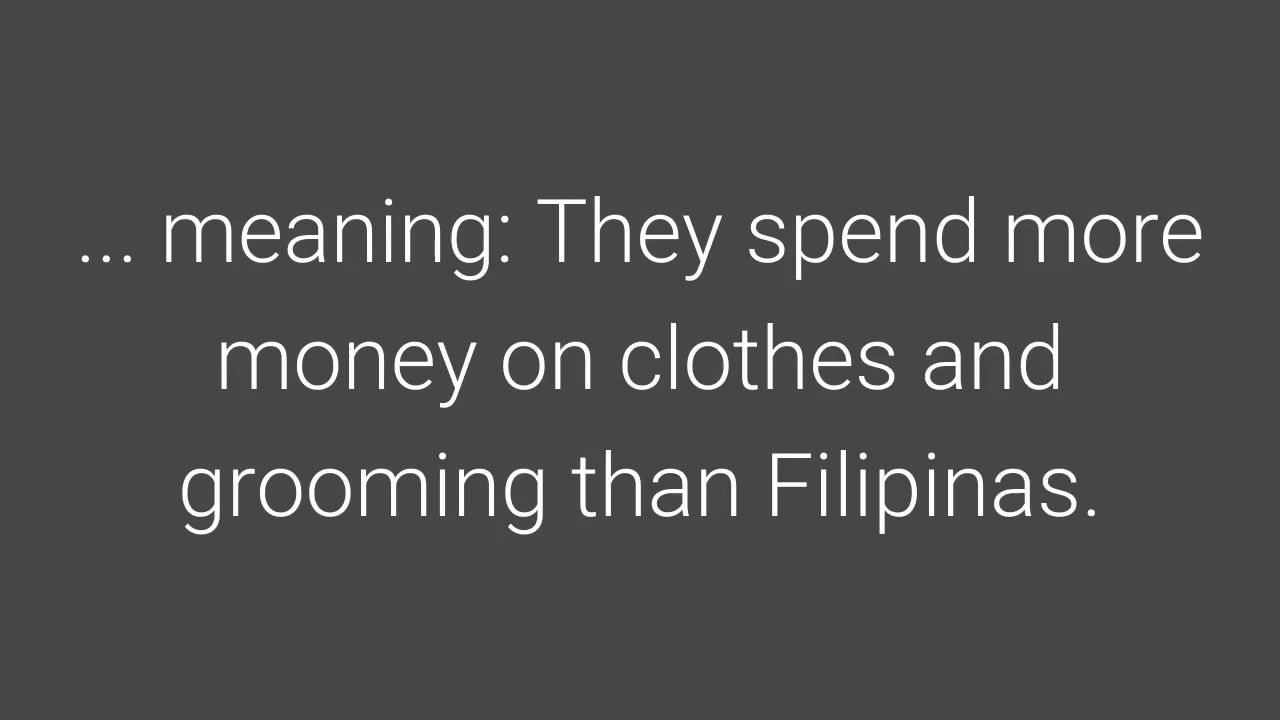 ... meaning: They spend more
money on clothes and
grooming than Filipinas.